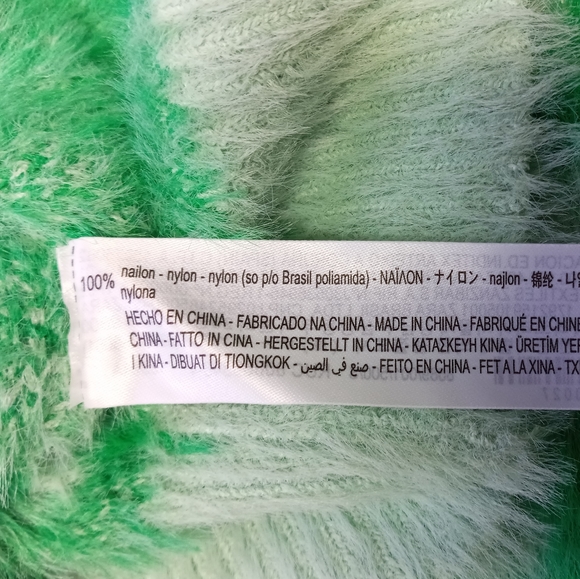 100% nailon - nylon - nylon (so p/o Brasil poliamida) - ΝΑΪΛΟΝ - ナイロン - najlon - 锦纶 - 나일
nylona
HECHO EN CHINA - FABRICADO NA CHINA - MADE IN CHINA - FABRIQUÉ EN CHINE
CHINA - FATTO IN CINA - HERGESTELLT IN CHINA - ΚΑΤΑΣΚΕΥΗ ΚΙΝΑ - ÜRETİM YER
I KINA - DIBUAT DI TIONGKOK - صنع في الصين - FEITO EN CHINA - FET A LA XINA - TX